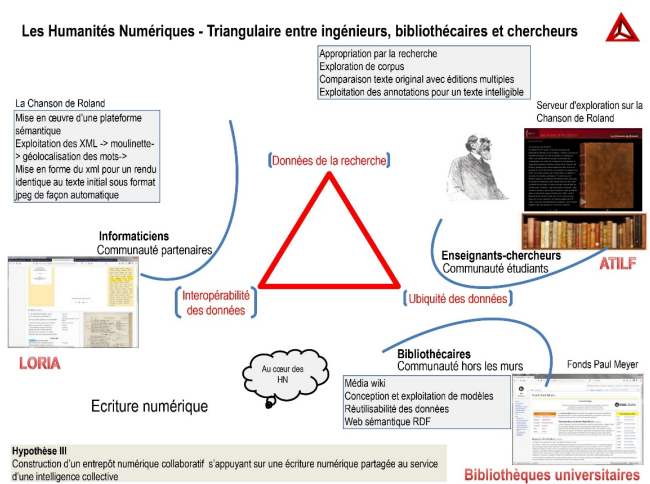 Les Humanités Numériques - Triangulaire entre ingénieurs, bibliothécaires et chercheurs
Appropriation par la recherche
Exploration de corpus
Comparaison texte original avec éditions multiples
Exploitation des annotations pour un texte intelligible
La Chanson de Roland
Mise en œuvre d'une plateforme
sémantique
Exploitation des XML -> moulinette-
> géolocalisation des mots->
Mise en forme du xml pour un rendu
identique au texte initial sous format
jpeg de façon automatique
Serveur d'exploration sur la
Chanson de Roland
Données de la recherche
Informaticiens
Communauté partenaires
Enseignants-chercheurs
Communauté étudiants
ATILF
Interopérabilité
des données
Ubiquité des données
LORIA
Bibliothécaires
Communauté hors les murs
Fonds Paul Meyer
Au cœur des
HN
Média wiki
Conception et exploitation de modèles
Réutilisabilité des données
Web sémantique RDF
Ecriture numérique
Hypothèse III
Construction d'un entrepôt numérique collaboratif s'appuyant sur une écriture numérique partagée au service
d'une intelligence collective
Bibliothèques universitaires